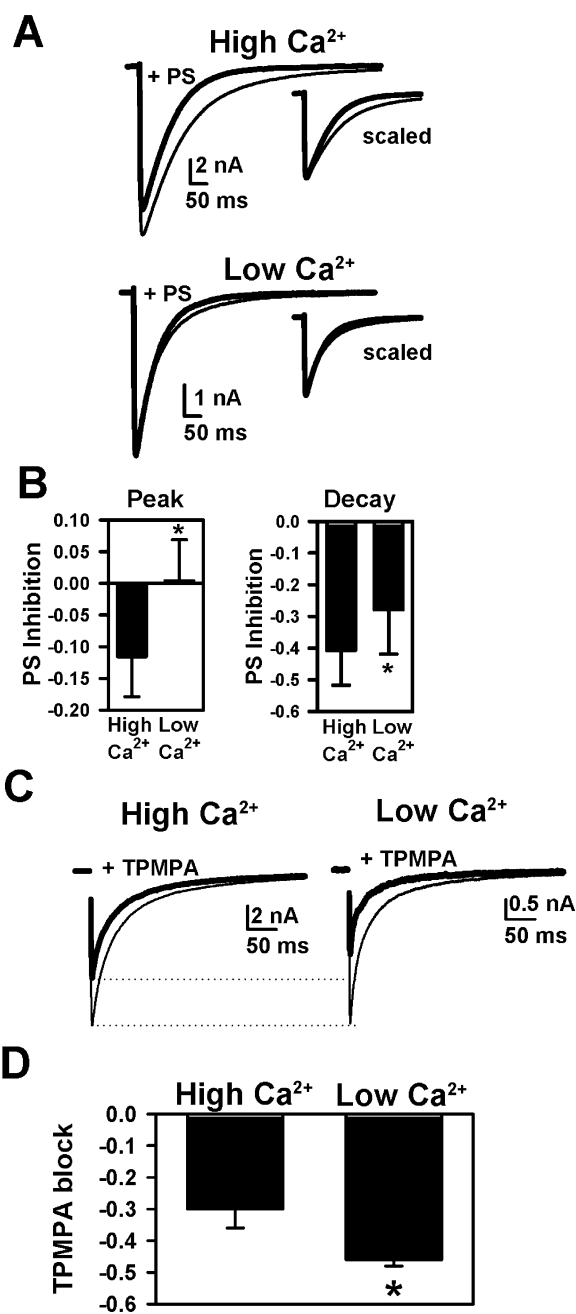 A
High Ca2+
+ PS
scaled
2 nA
50 ms
Low Ca2+
+ PS
scaled
1 nA
50 ms
B
Peak
Decay
PS Inhibition
0.10
0.05
0.00
-0.05
-0.10
-0.15
-0.20
*
High Ca2+
Low Ca2+
PS Inhibition
0.0
-0.1
-0.2
-0.3
-0.4
-0.5
-0.6
*
High Ca2+
Low Ca2+
C
High Ca2+
Low Ca2+
+ TPMPA
+ TPMPA
2 nA
50 ms
0.5 nA
50 ms
D
High Ca2+
Low Ca2+
TPMPA block
0.0
-0.1
-0.2
-0.3
-0.4
-0.5
-0.6
*